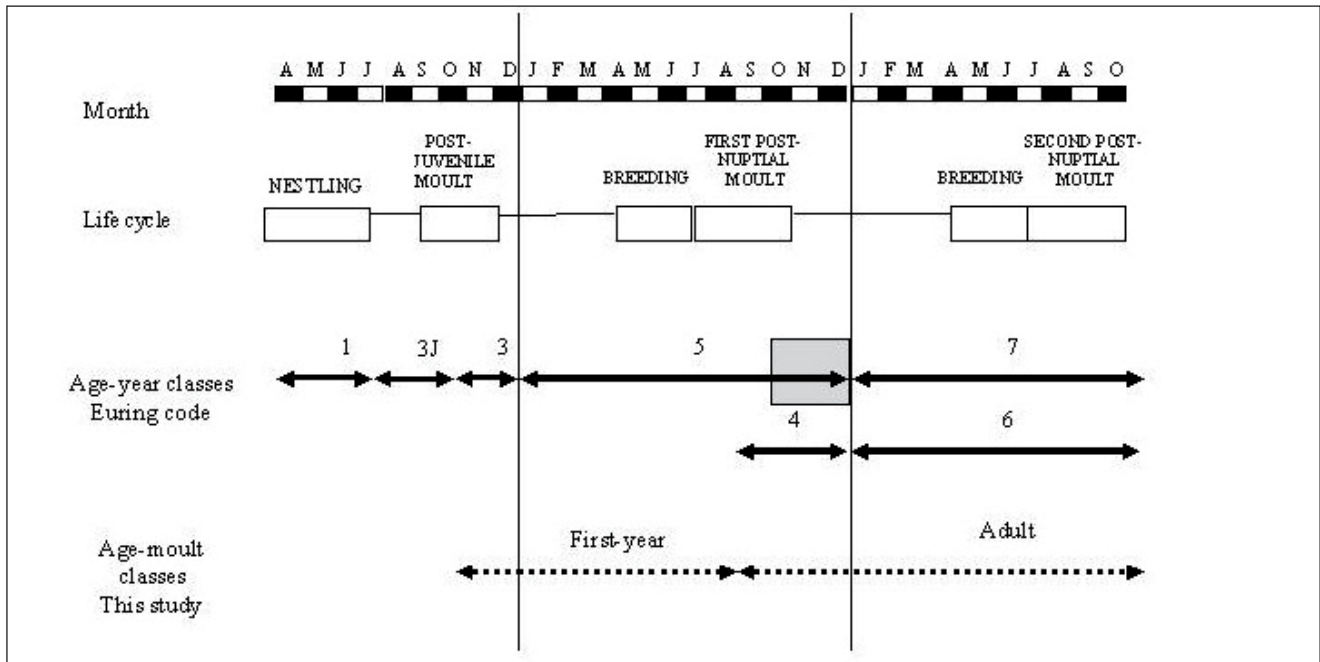 A M J J A S O N D J F M A M J J A S O N D J F M A M J J A S O
Month
POST-
JUVENILE
MOULT
FIRST POST-
NUPTIAL
MOULT
SECOND POST-
NUPTIAL
MOULT
NESTLING
BREEDING
BREEDING
Life cycle
1 3J 3 5 7
Age-year classes
Euring code
4 6
Age-moult
classes
This study
First-year
Adult